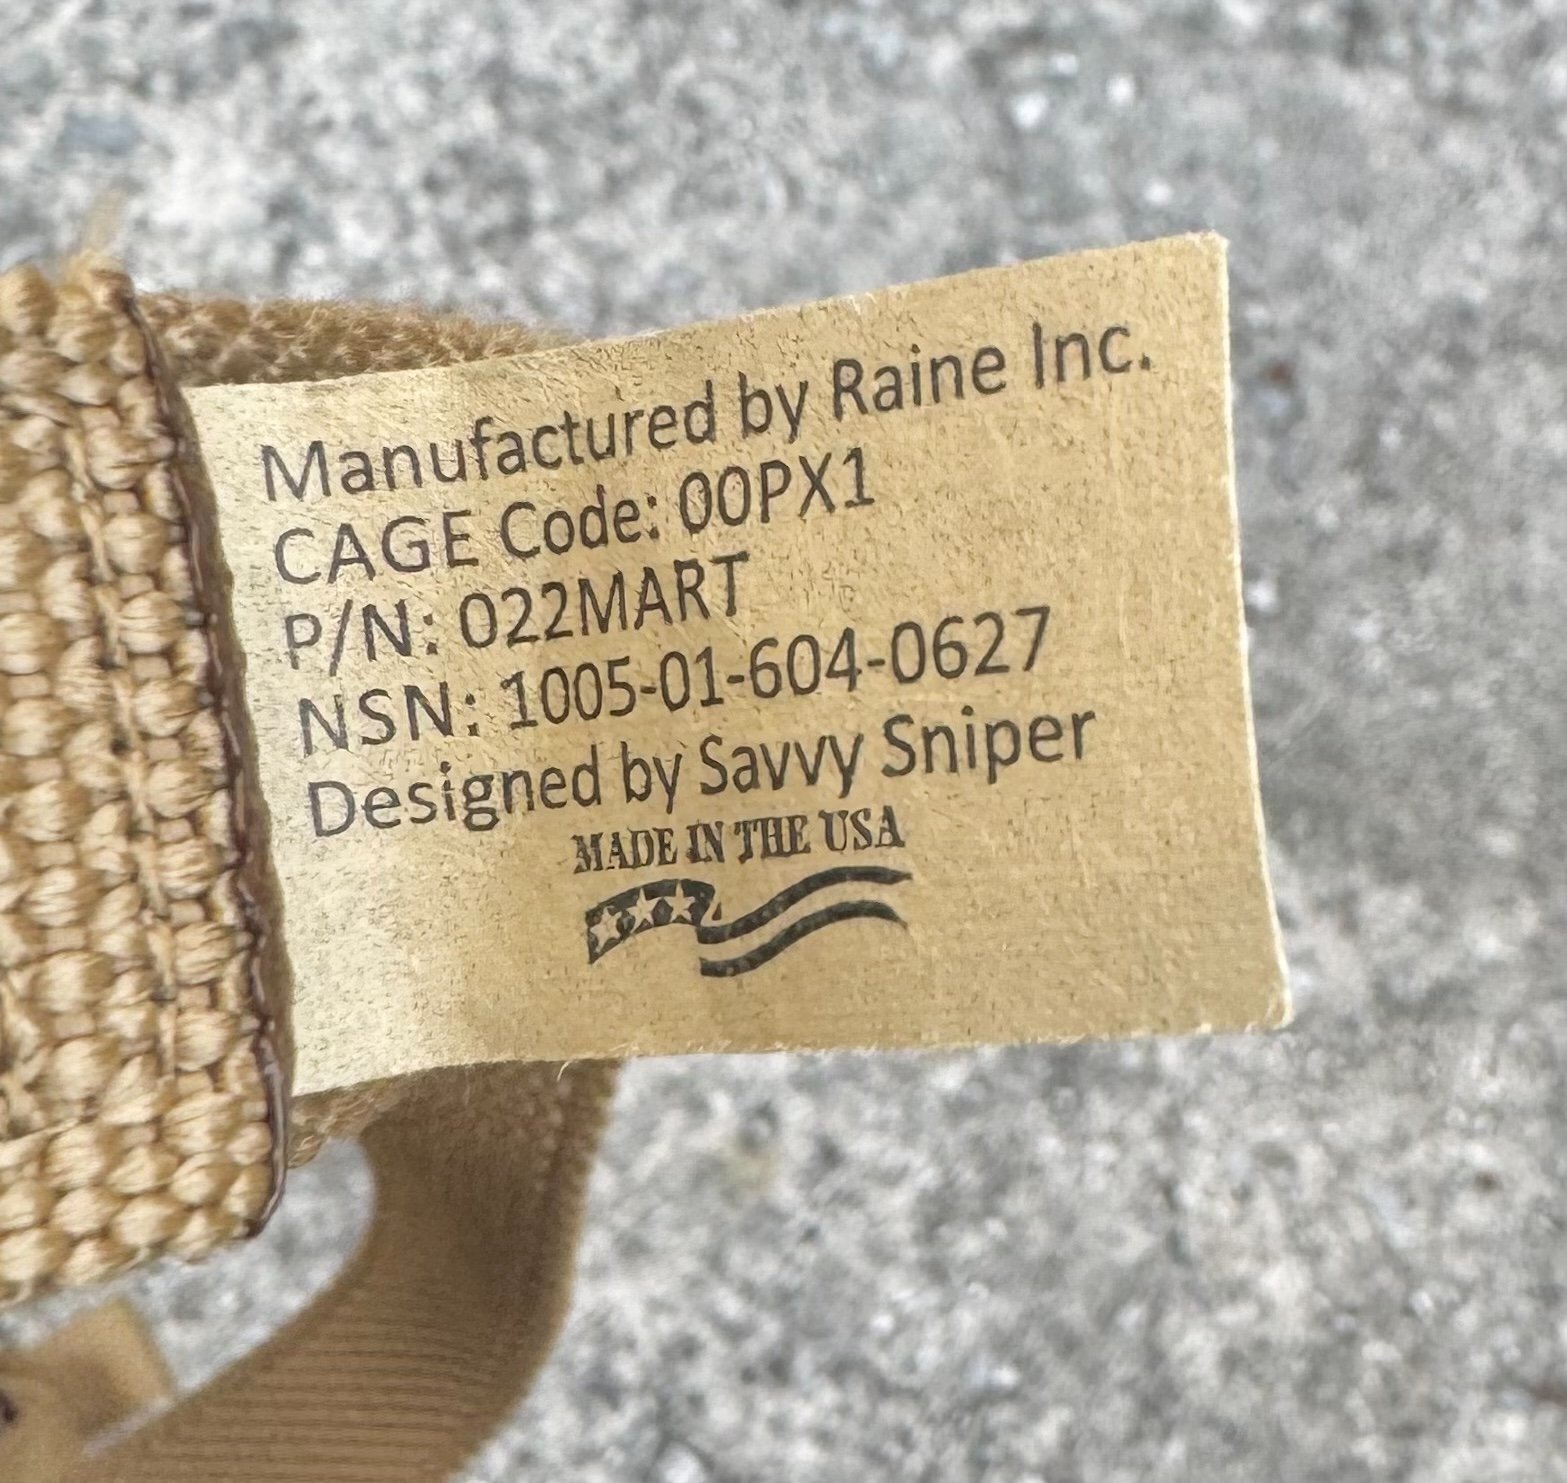 Manufactured by Raine Inc.
CAGE Code: 00PX1
P/N: 022MART
NSN: 1005-01-604-0627
Designed by Savvy Sniper
MADE IN THE USA